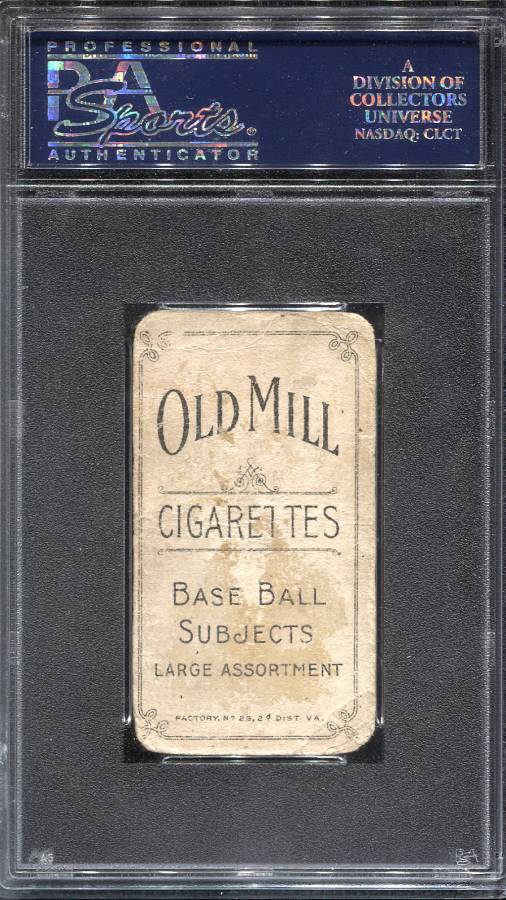 PROFESSIONAL
PSA
Sports
AUTHENTICATOR
A
DIVISION OF
COLLECTORS
UNIVERSE
NASDAQ: CLCT
OLD MILL
CIGARETTES
BASE BALL
SUBJECTS
LARGE ASSORTMENT
FACTORY, Nº 25, 2ᵈ DIST. VA.